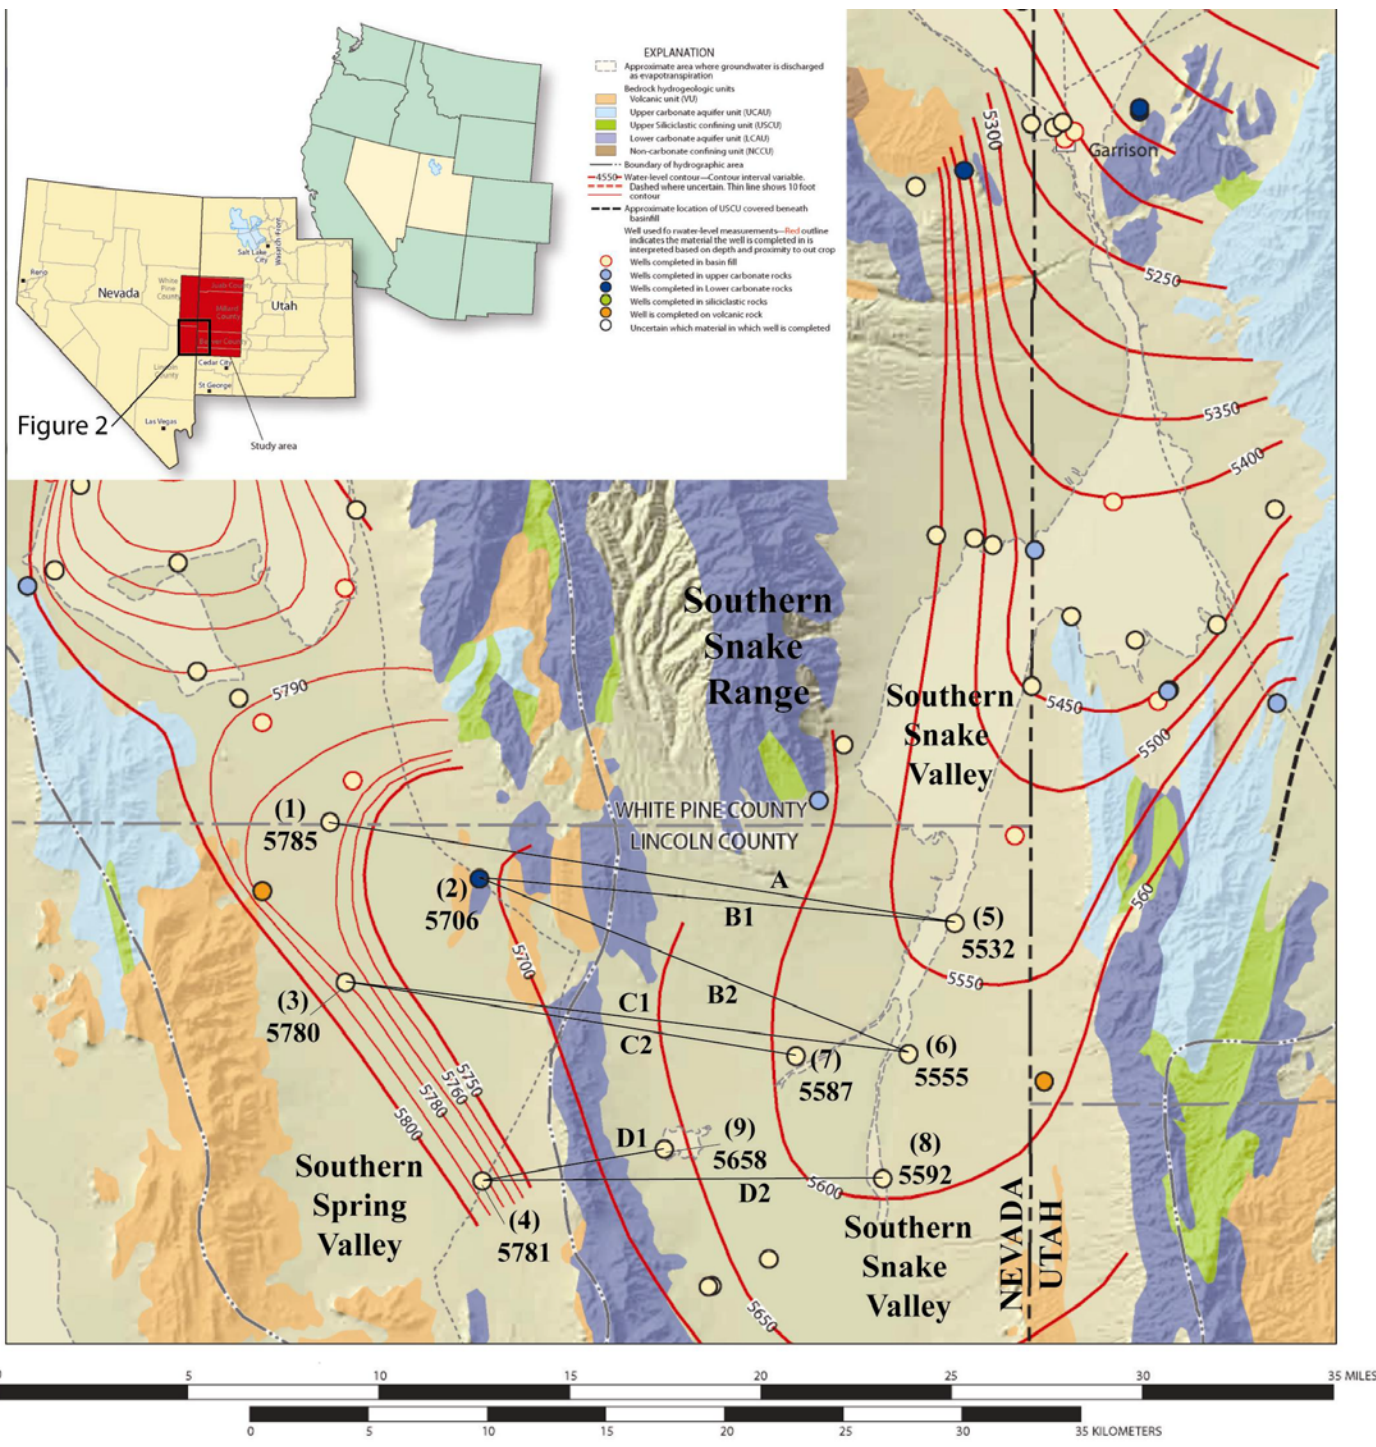 EXPLANATION
Approximate area where groundwater is discharged
as evapotranspiration
Bedrock hydrogeologic units
Volcanic unit (VU)
Upper carbonate aquifer unit (UCAU)
Upper Siliciclastic confining unit (USCU)
Lower carbonate aquifer unit (LCAU)
Non-carbonate confining unit (NCCU)
Boundary of hydrographic area
4550 Water-level contour—Contour interval variable.
Dashed where uncertain. Thin line shows 10 foot
contour
Approximate location of USCU covered beneath
basinfill
Well used fo rwater-level measurements—Red outline
indicates the material the well is completed in is
interpreted based on depth and proximity to out crop
Wells completed in basin fill
Wells completed in upper carbonate rocks
Wells completed in Lower carbonate rocks
Wells completed in siliciclastic rocks
Well is completed on volcanic rock
Uncertain which material in which well is completed
Reno
Nevada
White
Pine
County
Juab County
Millard
County
Beaver County
Lincoln
County
Utah
Salt Lake
City
Wasatch Front
Cedar City
St George
Las Vegas
Figure 2
Study area
5300
Garrison
5250
5350
5400
5450
5500
5550
560
Southern
Snake
Range
Southern
Snake
Valley
5790
WHITE PINE COUNTY
LINCOLN COUNTY
(1)
5785
(2)
5706
A
B1
(5)
5532
5700
B2
C1
C2
(3)
5780
(7)
5587
(6)
5555
5750
5760
5780
5800
D1
(9)
5658
D2
(8)
5592
5600
Southern
Spring
Valley
(4)
5781
Southern
Snake
Valley
5650
NEVADA
UTAH
0 5 10 15 20 25 30 35 MILES
0 5 10 15 20 25 30 35 KILOMETERS